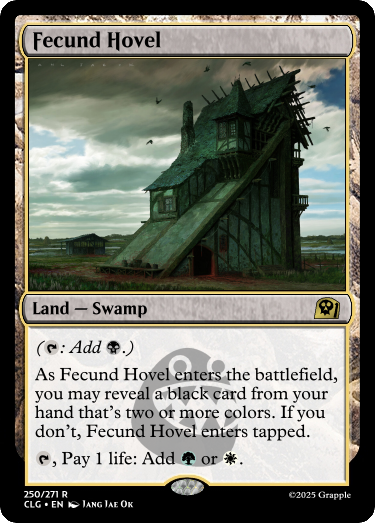 Fecund Hovel
Land — Swamp
(: Add .)
As Fecund Hovel enters the battlefield,
you may reveal a black card from your
hand that's two or more colors. If you
don't, Fecund Hovel enters tapped.
, Pay 1 life: Add or .
250/271 R
CLG • EN Jang Jae Ok
©2025 Grapple